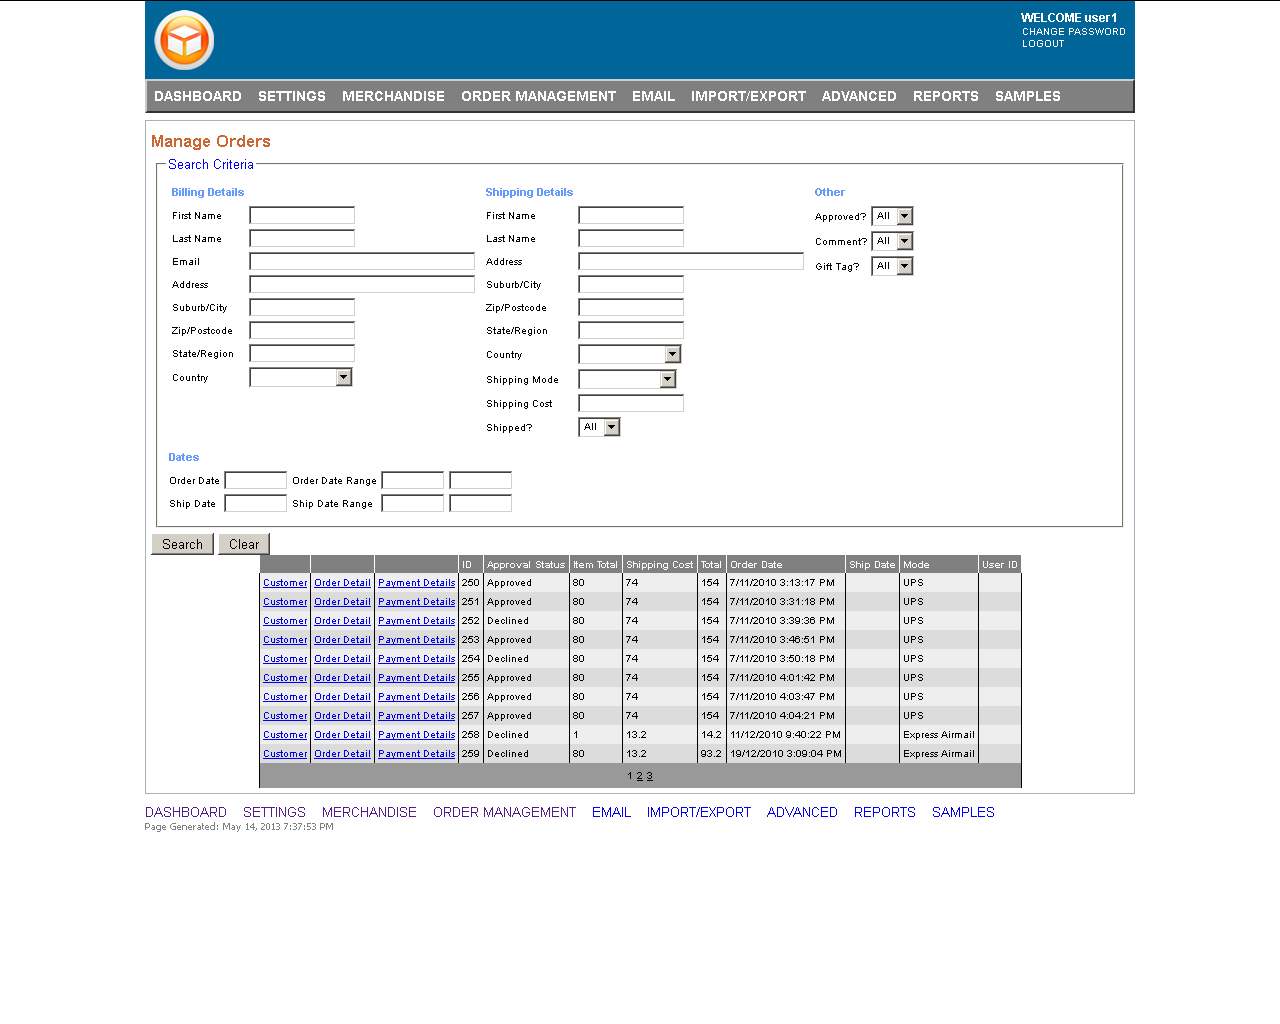 WELCOME user1
CHANGE PASSWORD
LOGOUT
DASHBOARD SETTINGS MERCHANDISE ORDER MANAGEMENT EMAIL IMPORT/EXPORT ADVANCED REPORTS SAMPLES
Manage Orders
Search Criteria
Billing Details Shipping Details Other
First Name First Name Approved? All
Last Name Last Name Comment? All
Email Address Gift Tag? All
Address Suburb/City
Suburb/City Zip/Postcode
Zip/Postcode State/Region
State/Region Country
Country Shipping Mode
Shipping Cost
Shipped? All
Dates
Order Date Order Date Range
Ship Date Ship Date Range
Search Clear
ID Approval Status Item Total Shipping Cost Total Order Date Ship Date Mode User ID
Customer Order Detail Payment Details 250 Approved 80 74 154 7/11/2010 3:13:17 PM UPS
Customer Order Detail Payment Details 251 Approved 80 74 154 7/11/2010 3:31:18 PM UPS
Customer Order Detail Payment Details 252 Declined 80 74 154 7/11/2010 3:39:36 PM UPS
Customer Order Detail Payment Details 253 Approved 80 74 154 7/11/2010 3:46:51 PM UPS
Customer Order Detail Payment Details 254 Declined 80 74 154 7/11/2010 3:50:18 PM UPS
Customer Order Detail Payment Details 255 Approved 80 74 154 7/11/2010 4:01:42 PM UPS
Customer Order Detail Payment Details 256 Approved 80 74 154 7/11/2010 4:03:47 PM UPS
Customer Order Detail Payment Details 257 Approved 80 74 154 7/11/2010 4:04:21 PM UPS
Customer Order Detail Payment Details 258 Declined 1 13.2 14.2 11/12/2010 9:40:22 PM Express Airmail
Customer Order Detail Payment Details 259 Declined 80 13.2 93.2 19/12/2010 3:09:04 PM Express Airmail
1 2 3
DASHBOARD SETTINGS MERCHANDISE ORDER MANAGEMENT EMAIL IMPORT/EXPORT ADVANCED REPORTS SAMPLES
Page Generated: May 14, 2013 7:37:53 PM